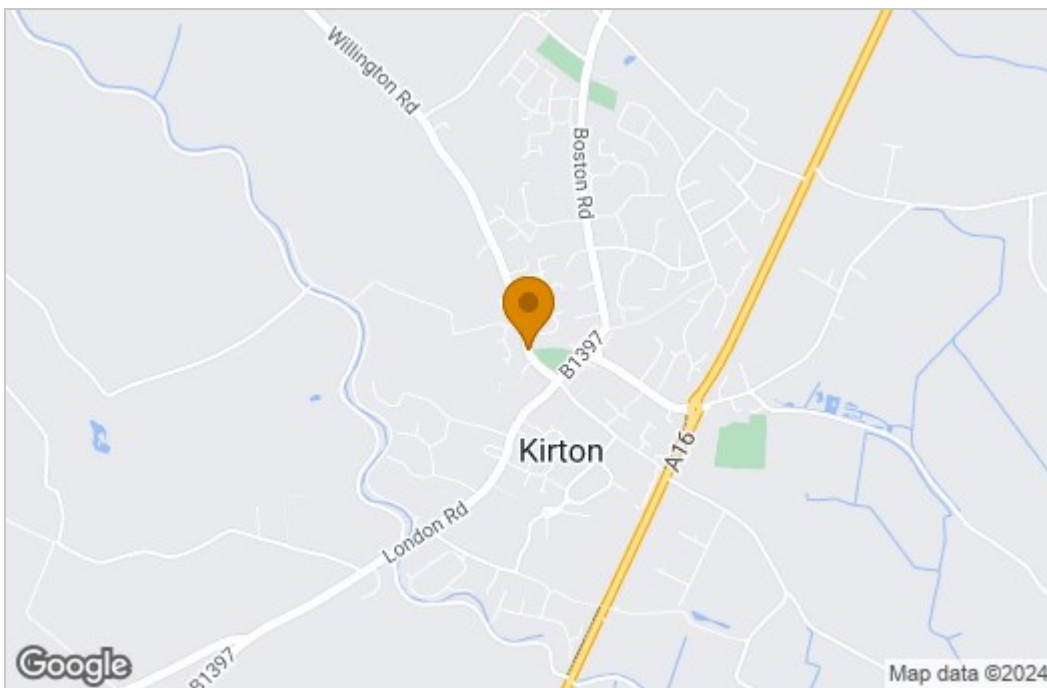 Willington Rd
Boston Rd
B1397
Kirton
A16
London Rd
B1397
Google
Map data ©2024